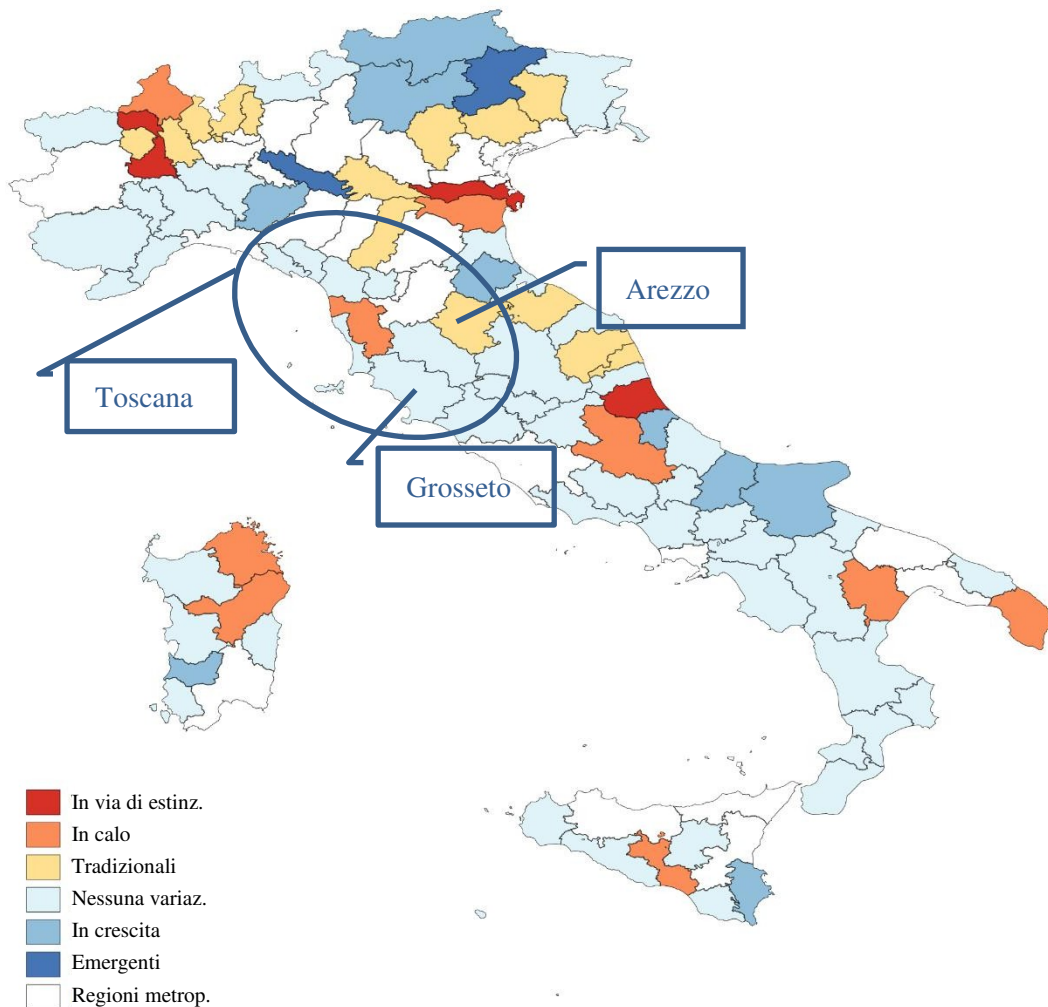 Arezzo
Toscana
Grosseto
In via di estinz.
In calo
Tradizionali
Nessuna variaz.
In crescita
Emergenti
Regioni metrop.